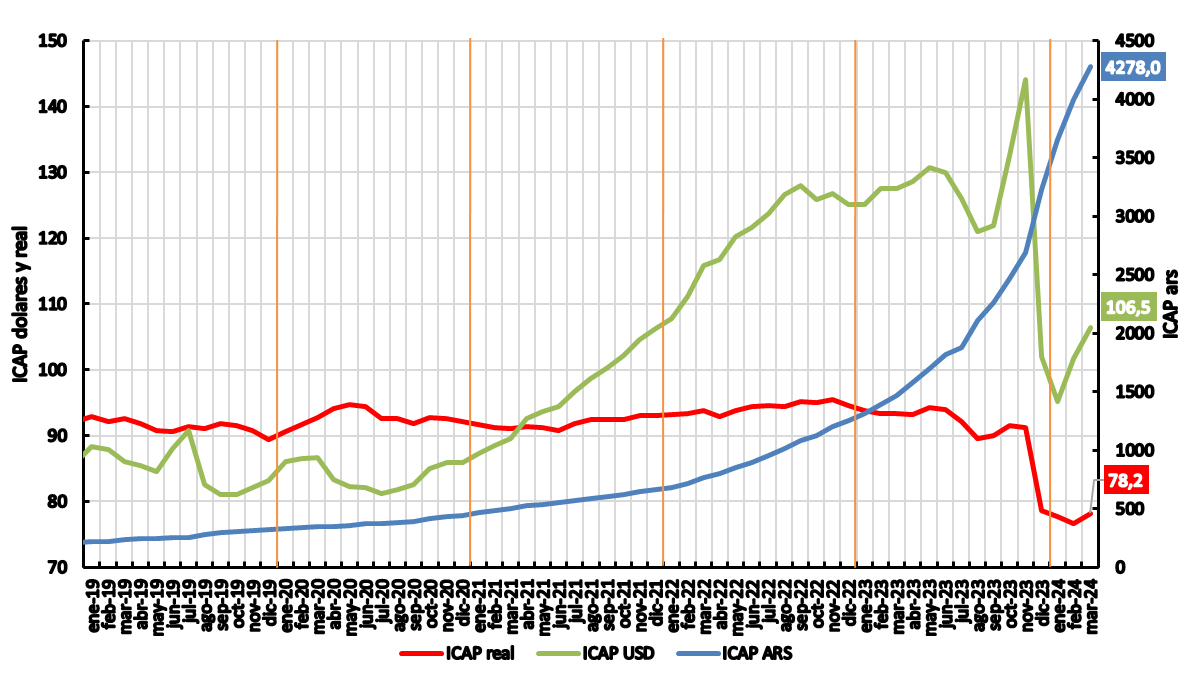 150
140
130
120
110
100
90
80
70
ICAP dolares y real
4500
4000
3500
3000
2500
2000
1500
1000
500
0
ICAP ars
4278,0
106,5
78,2
ene-19
feb-19
mar-19
abr-19
may-19
jun-19
jul-19
ago-19
sep-19
oct-19
nov-19
dic-19
ene-20
feb-20
mar-20
abr-20
may-20
jun-20
jul-20
ago-20
sep-20
oct-20
nov-20
dic-20
ene-21
feb-21
mar-21
abr-21
may-21
jun-21
jul-21
ago-21
sep-21
oct-21
nov-21
dic-21
ene-22
feb-22
mar-22
abr-22
may-22
jun-22
jul-22
ago-22
sep-22
oct-22
nov-22
dic-22
ene-23
feb-23
mar-23
abr-23
may-23
jun-23
jul-23
ago-23
sep-23
oct-23
nov-23
dic-23
ene-24
feb-24
mar-24
ICAP real
ICAP USD
ICAP ARS